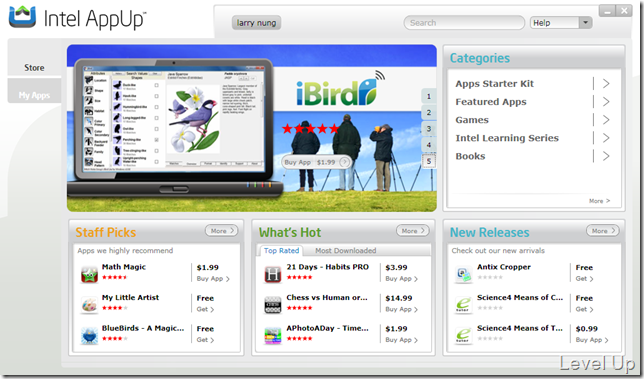 Intel AppUp™
larry nung
Search
Help
Store
My Apps
iBird
1
2
3
4
5
Buy App $1.99
Categories
Apps Starter Kit
Featured Apps
Games
Intel Learning Series
Books
More >
Staff Picks
More >
Apps we highly recommend
Math Magic
$1.99
Buy App >
My Little Artist
Free
Get >
BlueBirds - A Magic...
Free
Get >
What's Hot
More >
Top Rated
Most Downloaded
21 Days - Habits PRO
$3.99
Buy App >
Chess vs Human or...
$14.99
Buy App >
APhotoADay - Time...
$1.99
Buy App >
New Releases
More >
Check out our new arrivals
Antix Cropper
Free
Get >
Science4 Means of C...
Free
Get >
Science4 Means of T...
$0.99
Buy App >
Level Up